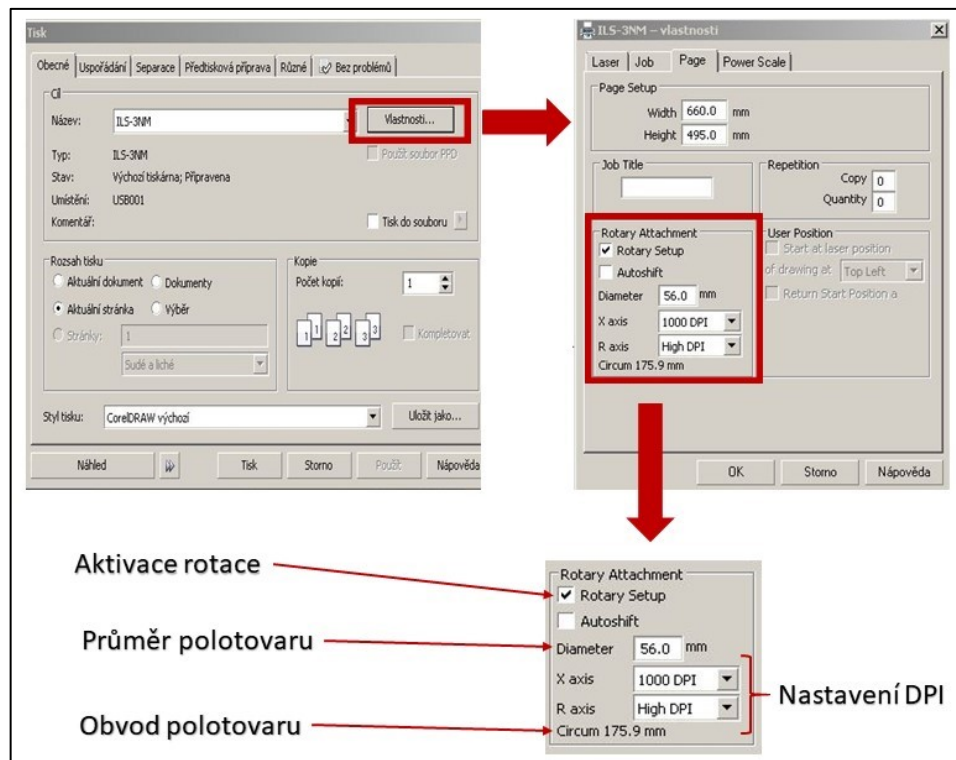 Tisk
Obecné Uspořádání Separace Předtisková příprava Různé Bez problémů
Cíl
Název: ILS-3NM Vlastnosti...
Typ: ILS-3NM Použít soubor PPD
Stav: Výchozí tiskárna; Připravena
Umístění: USB001
Komentář: Tisk do souboru
Rozsah tisku
Aktuální dokument Dokumenty
Aktuální stránka Výběr
Stránky: 1
Sudé a liché
Kopie
Počet kopií: 1
1 1 2 2 3 3 Kompletovat
Styl tisku: CorelDRAW výchozí Uložit jako...
Náhled Tisk Storno Použít Nápověda
ILS-3NM – vlastnosti
Laser Job Page Power Scale
Page Setup
Width 660.0 mm
Height 495.0 mm
Job Title
Repetition
Copy 0
Quantity 0
Rotary Attachment
Rotary Setup
Autoshift
Diameter 56.0 mm
X axis 1000 DPI
R axis High DPI
Circum 175.9 mm
User Position
Start at laser position
of drawing at Top Left
Return Start Position a
OK Storno Nápověda
Aktivace rotace
Průměr polotovaru
Obvod polotovaru
Rotary Attachment
Rotary Setup
Autoshift
Diameter 56.0 mm
X axis 1000 DPI
R axis High DPI
Circum 175.9 mm
Nastavení DPI